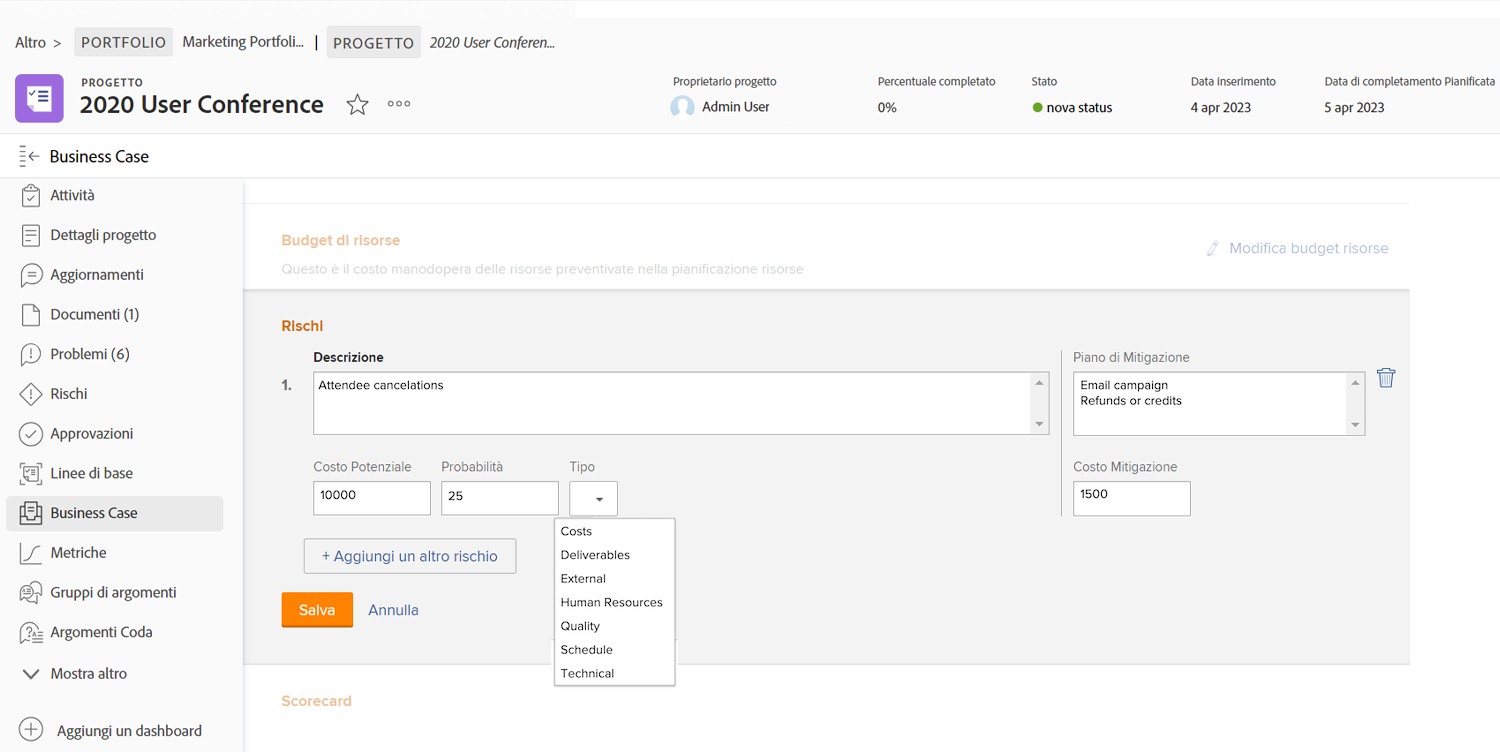 Altro > PORTFOLIO Marketing Portfoli... | PROGETTO 2020 User Conferen...
PROGETTO
2020 User Conference
Proprietario progetto
Admin User
Percentuale completato
0%
Stato
nova status
Data inserimento
4 apr 2023
Data di completamento Pianificata
5 apr 2023
Business Case
Attività
Dettagli progetto
Aggiornamenti
Documenti (1)
Problemi (6)
Rischi
Approvazioni
Linee di base
Business Case
Metriche
Gruppi di argomenti
Argomenti Coda
Mostra altro
Aggiungi un dashboard
Budget di risorse
Questo è il costo manodopera delle risorse preventivate nella pianificazione risorse
Modifica budget risorse
Rischi
Descrizione
1.
Attendee cancelations
Piano di Mitigazione
Email campaign
Refunds or credits
Costo Potenziale
10000
Probabilità
25
Tipo
Costo Mitigazione
1500
Costs
Deliverables
External
Human Resources
Quality
Schedule
Technical
+ Aggiungi un altro rischio
Salva
Annulla
Scorecard